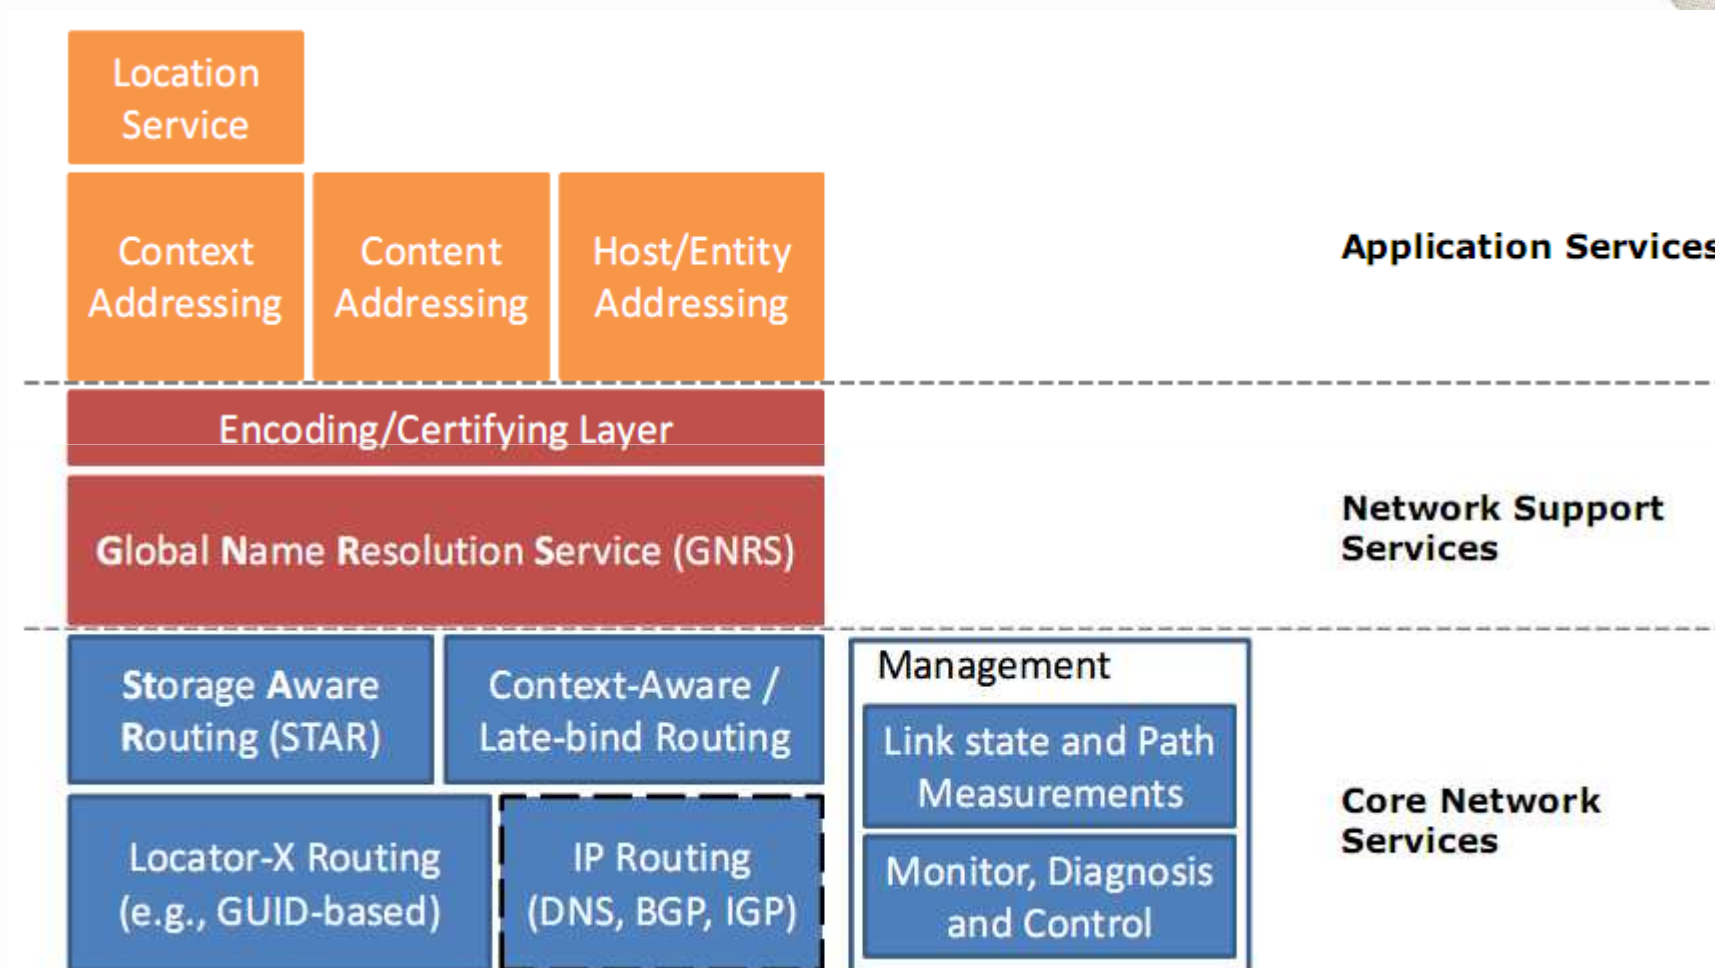 Location
Service
Context
Addressing
Content
Addressing
Host/Entity
Addressing
Application Services
Encoding/Certifying Layer
Global Name Resolution Service (GNRS)
Network Support
Services
Storage Aware
Routing (STAR)
Context-Aware /
Late-bind Routing
Management
Link state and Path
Measurements
Core Network
Services
Locator-X Routing
(e.g., GUID-based)
IP Routing
(DNS, BGP, IGP)
Monitor, Diagnosis
and Control